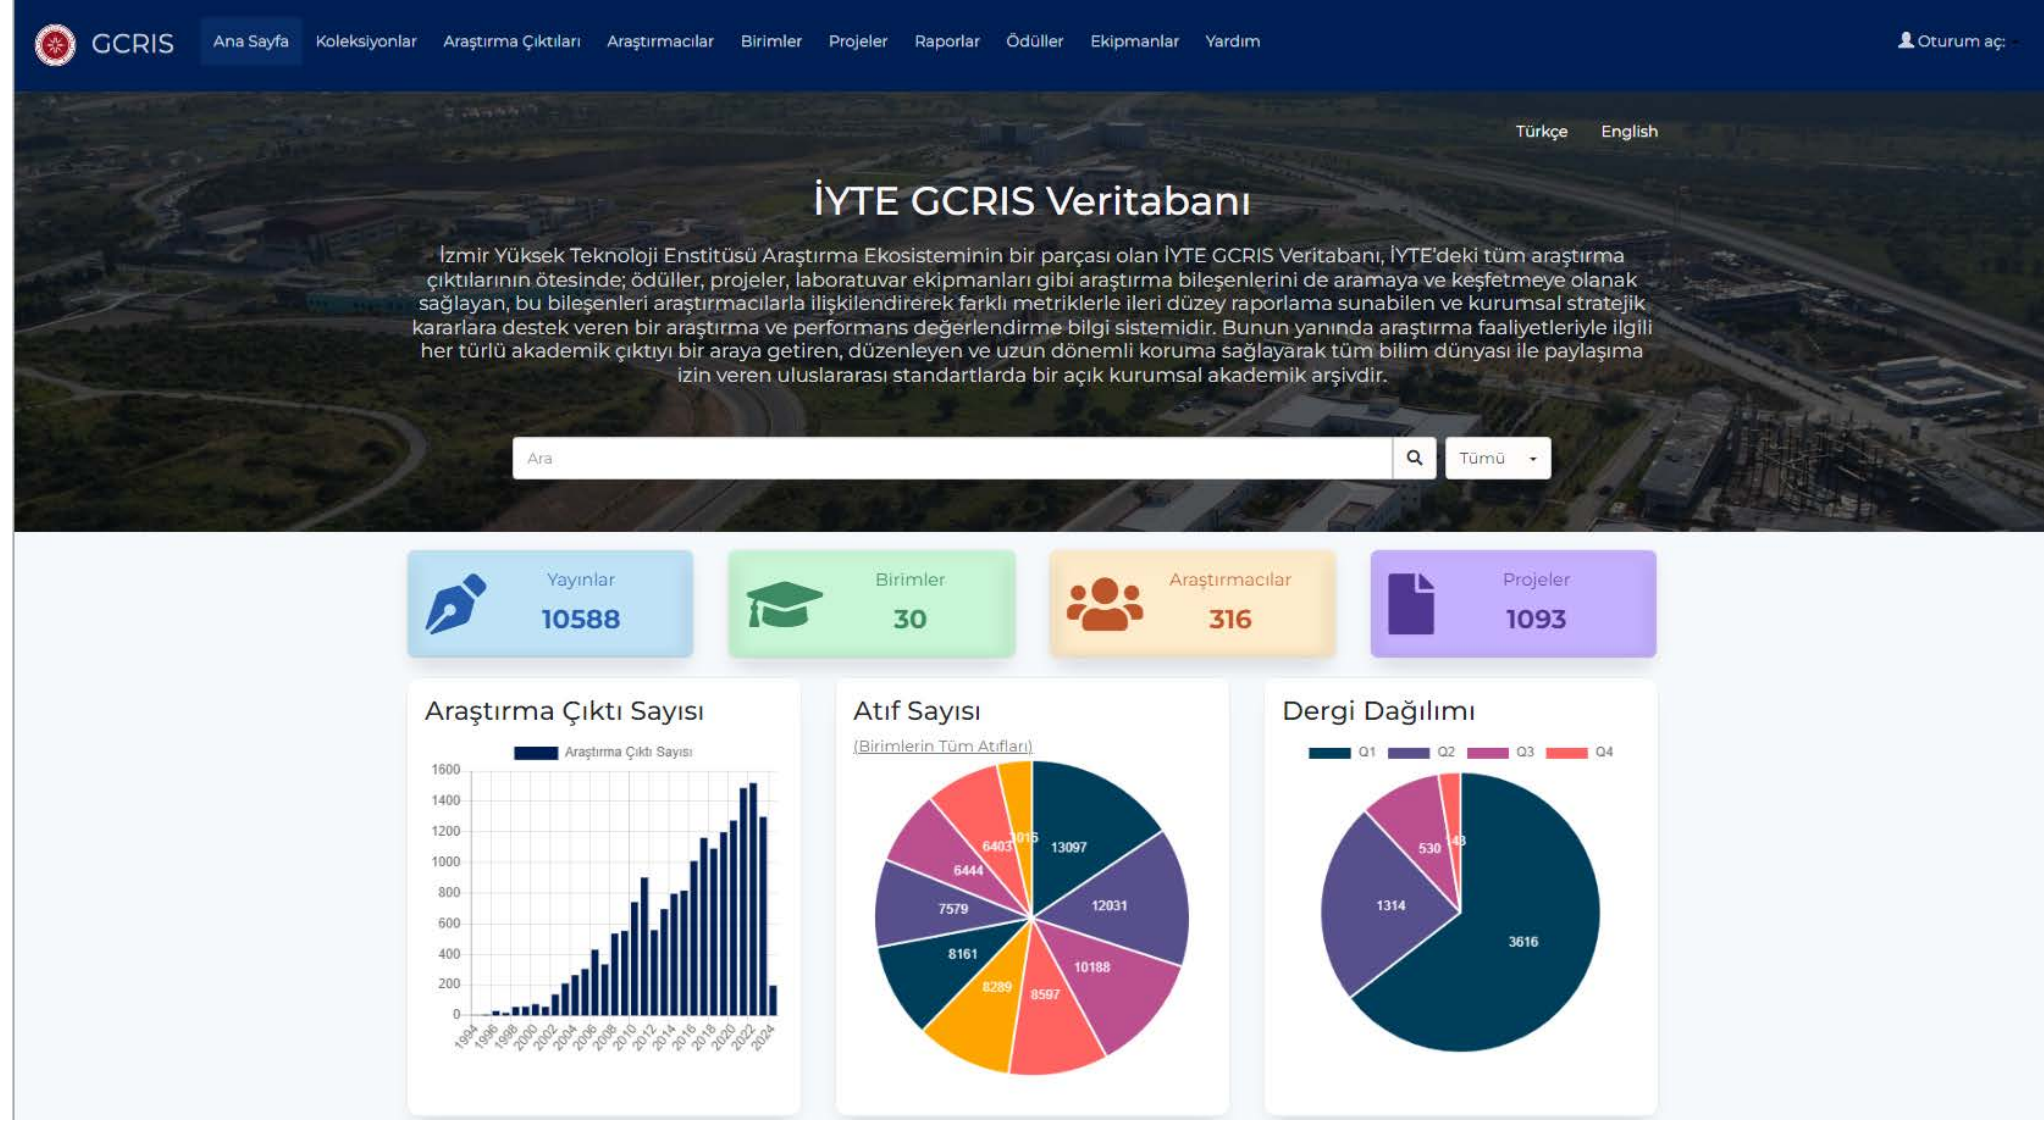 GCRIS Ana Sayfa Koleksiyonlar Araştırma Çıktıları Araştırmacılar Birimler Projeler Raporlar Ödüller Ekipmanlar Yardım Oturum aç:
Türkçe English
İYTE GCRIS Veritabanı
İzmir Yüksek Teknoloji Enstitüsü Araştırma Ekosisteminin bir parçası olan İYTE GCRIS Veritabanı, İYTE'deki tüm araştırma
çıktılarının ötesinde; ödüller, projeler, laboratuvar ekipmanları gibi araştırma bileşenlerini de aramaya ve keşfetmeye olanak
sağlayan, bu bileşenleri araştırmacılarla ilişkilendirerek farklı metriklerle ileri düzey raporlama sunabilen ve kurumsal stratejik
kararlara destek veren bir araştırma ve performans değerlendirme bilgi sistemidir. Bunun yanında araştırma faaliyetleriyle ilgili
her türlü akademik çıktıyı bir araya getiren, düzenleyen ve uzun dönemli koruma sağlayarak tüm bilim dünyası ile paylaşıma
izin veren uluslararası standartlarda bir açık kurumsal akademik arşivdir.
Ara
Tümü
Yayınlar
10588
Birimler
30
Araştırmacılar
316
Projeler
1093
Araştırma Çıktı Sayısı
Araştırma Çıktı Sayısı
1600
1400
1200
1000
800
600
400
200
0
1994 1996 1998 2000 2002 2004 2006 2008 2010 2012 2014 2016 2018 2020 2022 2024
Atıf Sayısı
(Birimlerin Tüm Atıfları)
13097
12031
10188
8597
8289
8161
7579
6444
6403
Dergi Dağılımı
Q1 Q2 Q3 Q4
530
1314
3616